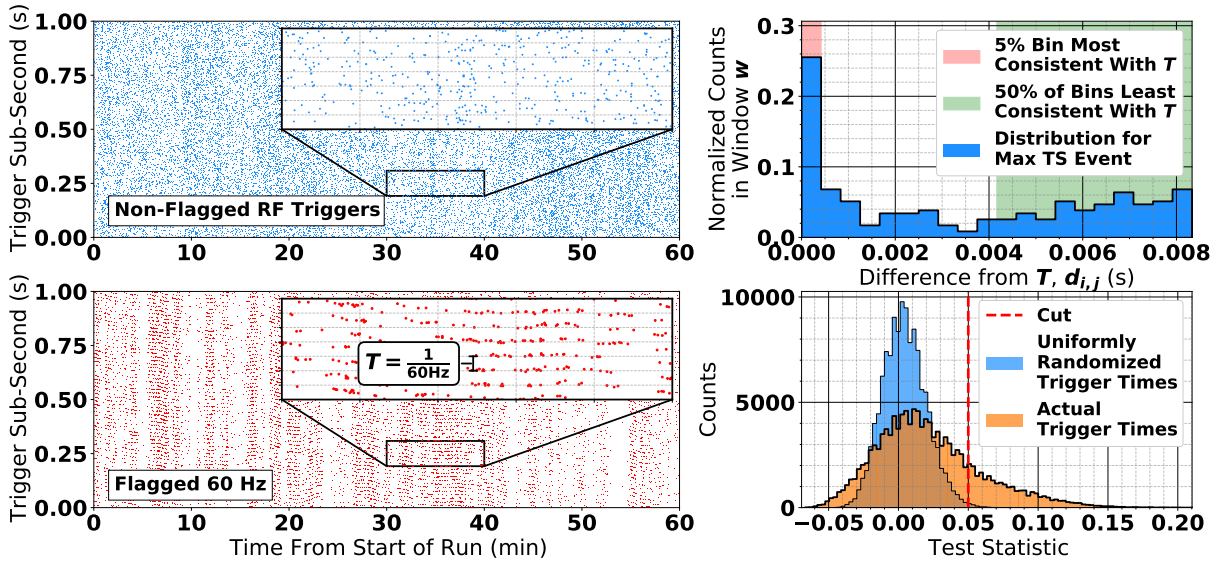 Trigger Sub-Second (s)
1.00
0.75
0.50
0.25
0.00
Non-Flagged RF Triggers
0 10 20 30 40 50 60
Normalized Counts
in Window w
0.3
0.2
0.1
0.0
5% Bin Most
Consistent With T
50% of Bins Least
Consistent With T
Distribution for
Max TS Event
0.000 0.002 0.004 0.006 0.008
Difference from T, d_{i,j} (s)
Trigger Sub-Second (s)
1.00
0.75
0.50
0.25
0.00
T = 1/60Hz
Flagged 60 Hz
0 10 20 30 40 50 60
Time From Start of Run (min)
Counts
10000
5000
0
Cut
Uniformly
Randomized
Trigger Times
Actual
Trigger Times
−0.05 0.00 0.05 0.10 0.15 0.20
Test Statistic